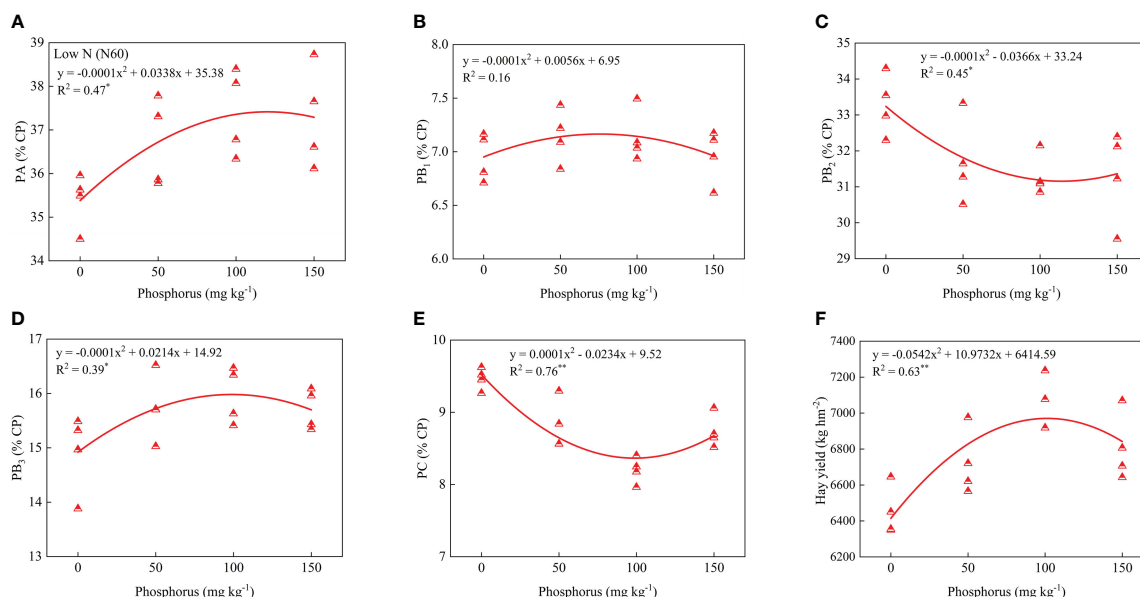 A
Low N (N60)
y = -0.0001x² + 0.0338x + 35.38
R² = 0.47*
39
38
37
36
35
34
PA (% CP)
0 50 100 150
Phosphorus (mg kg⁻¹)
B
y = -0.0001x² + 0.0056x + 6.95
R² = 0.16
8.0
7.5
7.0
6.5
6.0
PB₁ (% CP)
0 50 100 150
Phosphorus (mg kg⁻¹)
C
y = -0.0001x² - 0.0366x + 33.24
R² = 0.45*
35
34
33
32
31
30
29
PB₂ (% CP)
0 50 100 150
Phosphorus (mg kg⁻¹)
D
y = -0.0001x² + 0.0214x + 14.92
R² = 0.39*
17
16
15
14
13
PB₃ (% CP)
0 50 100 150
Phosphorus (mg kg⁻¹)
E
y = 0.0001x² - 0.0234x + 9.52
R² = 0.76**
10
9
8
7
PC (% CP)
0 50 100 150
Phosphorus (mg kg⁻¹)
F
y = -0.0542x² + 10.9732x + 6414.59
R² = 0.63**
7400
7200
7000
6800
6600
6400
6200
Hay yield (kg hm⁻²)
0 50 100 150
Phosphorus (mg kg⁻¹)